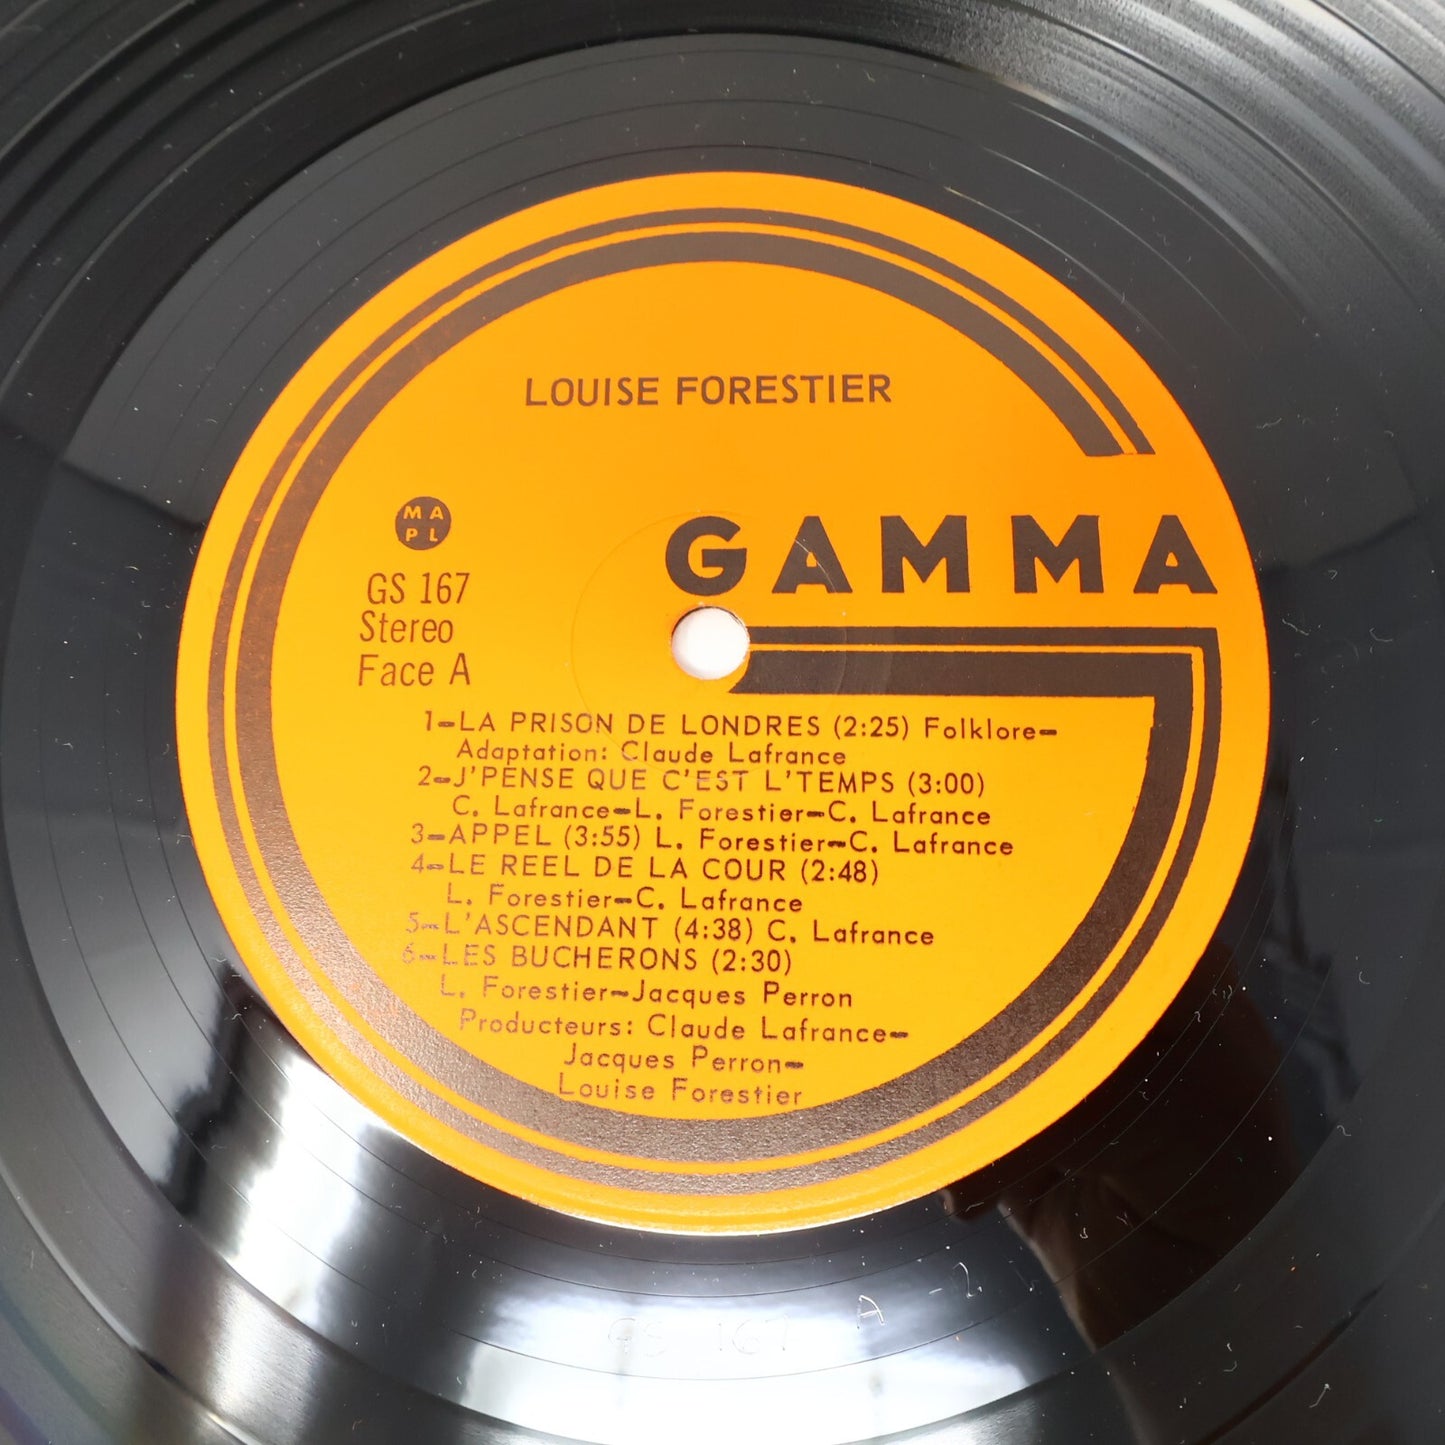 LOUISE FORESTIER
M A
P L
GAMMA
GS 167
Stereo
Face A
1-LA PRISON DE LONDRES (2:25) Folklore-
Adaptation: Claude Lafrance
2-J'PENSE QUE C'EST L'TEMPS (3:00)
C. Lafrance-L. Forestier-C. Lafrance
3-APPEL (3:55) L. Forestier-C. Lafrance
4-LE REEL DE LA COUR (2:48)
L. Forestier-C. Lafrance
5-L'ASCENDANT (4:38) C. Lafrance
6-LES BUCHERONS (2:30)
L. Forestier-Jacques Perron
Producteurs: Claude Lafrance-
Jacques Perron-
Louise Forestier
GS 167 A -2